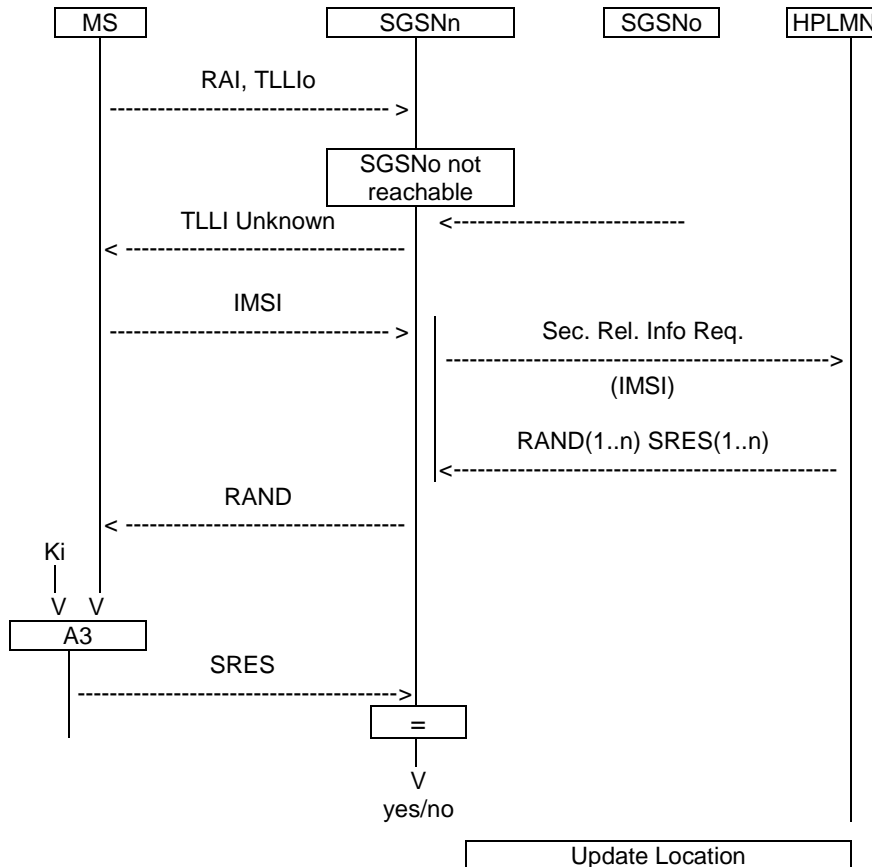 MS
SGSNn
SGSNo
HPLMN
RAI, TLLIo
SGSNo not
reachable
TLLI Unknown
IMSI
Sec. Rel. Info Req.
(IMSI)
RAND(1..n) SRES(1..n)
RAND
Ki
V V
A3
SRES
=
V
yes/no
Update Location